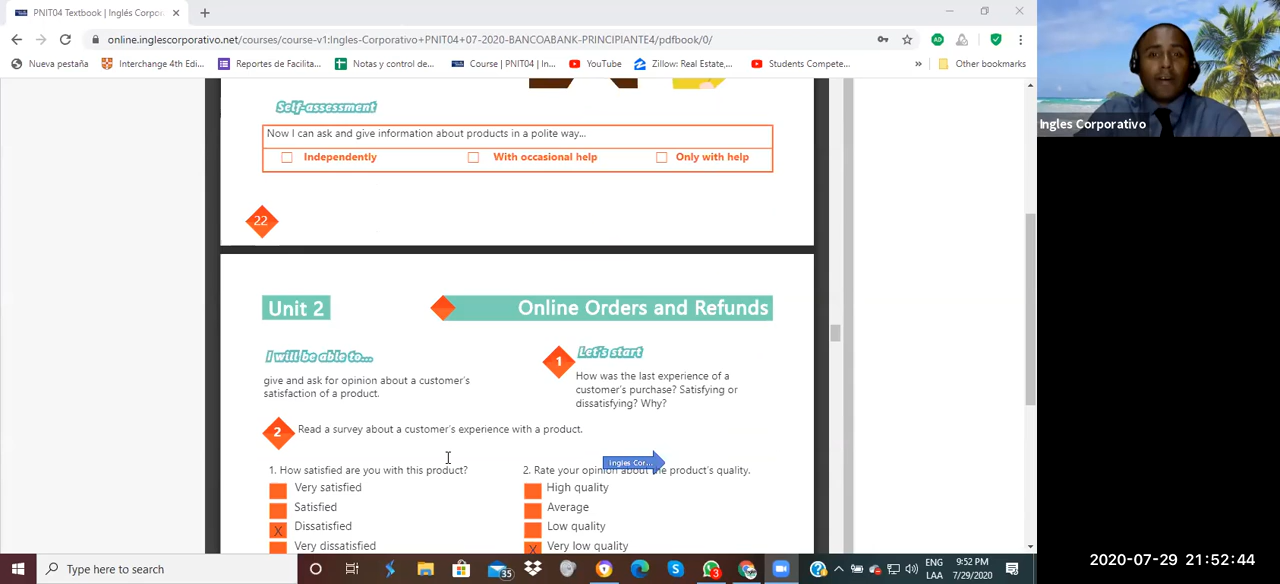 PNIT04 Textbook | Inglés Corpor
online.inglescorporativo.net/courses/course-v1:Ingles-Corporativo+PNIT04+07-2020-BANCOABANK-PRINCIPIANTE4/pdfbook/0/
Nueva pestaña
Interchange 4th Edi...
Reportes de Facilita...
Notas y control de...
Course | PNIT04 | In...
YouTube
Zillow: Real Estate,...
Students Compete...
»
Other bookmarks
Ingles Corporativo
Self-assessment
Now I can ask and give information about products in a polite way...
Independently
With occasional help
Only with help
22
Unit 2
Online Orders and Refunds
I will be able to...
give and ask for opinion about a customer's
satisfaction of a product.
1
Let's start
How was the last experience of a
customer's purchase? Satisfying or
dissatisfying? Why?
2
Read a survey about a customer's experience with a product.
Ingles Cor...
1. How satisfied are you with this product?
Very satisfied
Satisfied
X Dissatisfied
Very dissatisfied
2. Rate your opinion about the product's quality.
High quality
Average
Low quality
X Very low quality
Type here to search
35
3
ENG
LAA
9:52 PM
7/29/2020
2020-07-29 21:52:44